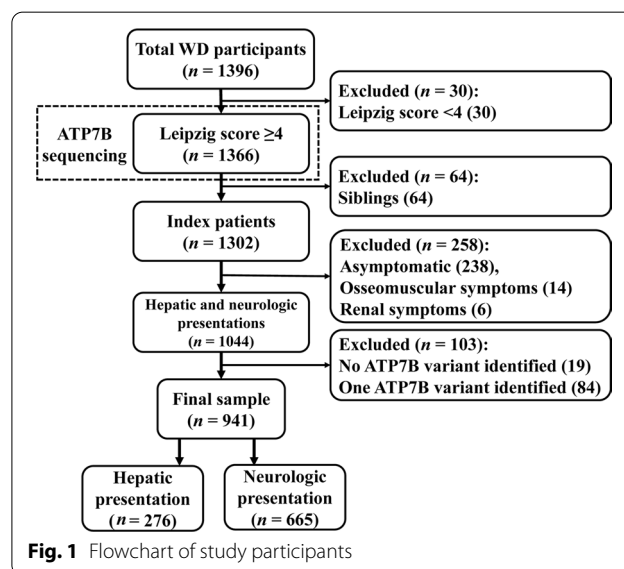 Total WD participants
(n = 1396)
Excluded (n = 30):
Leipzig score <4 (30)
ATP7B
sequencing
Leipzig score ≥4
(n = 1366)
Excluded (n = 64):
Siblings (64)
Index patients
(n = 1302)
Excluded (n = 258):
Asymptomatic (238),
Osseomuscular symptoms (14)
Renal symptoms (6)
Hepatic and neurologic
presentations
(n = 1044)
Excluded (n = 103):
No ATP7B variant identified (19)
One ATP7B variant identified (84)
Final sample
(n = 941)
Hepatic
presentation
(n = 276)
Neurologic
presentation
(n = 665)
Fig. 1 Flowchart of study participants